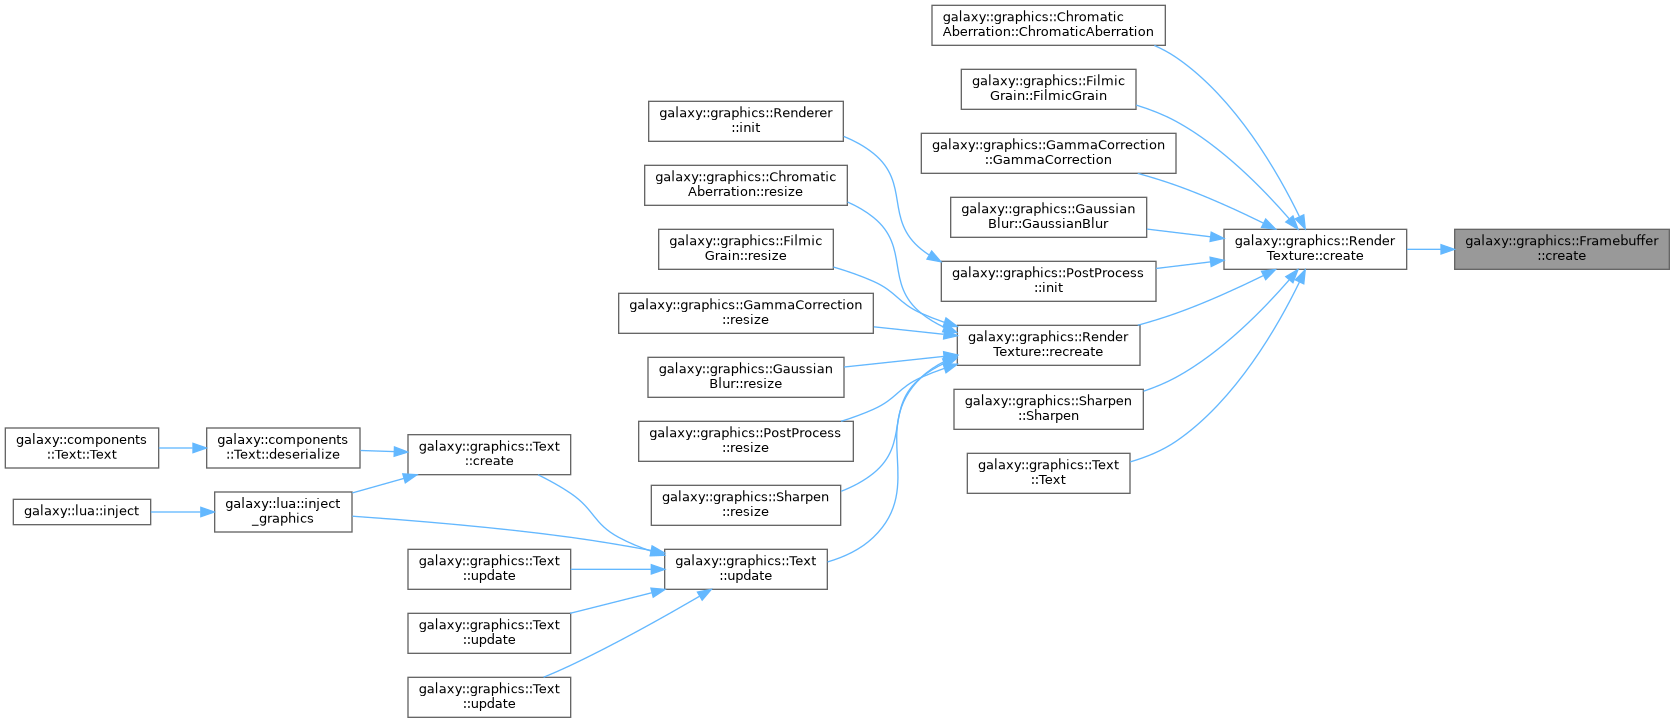 galaxy::graphics::Chromatic
Aberration::ChromaticAberration
galaxy::graphics::Filmic
Grain::FilmicGrain
galaxy::graphics::Renderer
::init
galaxy::graphics::GammaCorrection
::GammaCorrection
galaxy::graphics::Chromatic
Aberration::resize
galaxy::graphics::Gaussian
Blur::GaussianBlur
galaxy::graphics::Filmic
Grain::resize
galaxy::graphics::Render
Texture::create
galaxy::graphics::Framebuffer
::create
galaxy::graphics::PostProcess
::init
galaxy::graphics::GammaCorrection
::resize
galaxy::graphics::Render
Texture::recreate
galaxy::graphics::Gaussian
Blur::resize
galaxy::graphics::Sharpen
::Sharpen
galaxy::graphics::PostProcess
::resize
galaxy::components
::Text::Text
galaxy::components
::Text::deserialize
galaxy::graphics::Text
::create
galaxy::graphics::Text
::Text
galaxy::graphics::Sharpen
::resize
galaxy::lua::inject
galaxy::lua::inject
_graphics
galaxy::graphics::Text
::update
galaxy::graphics::Text
::update
galaxy::graphics::Text
::update
galaxy::graphics::Text
::update